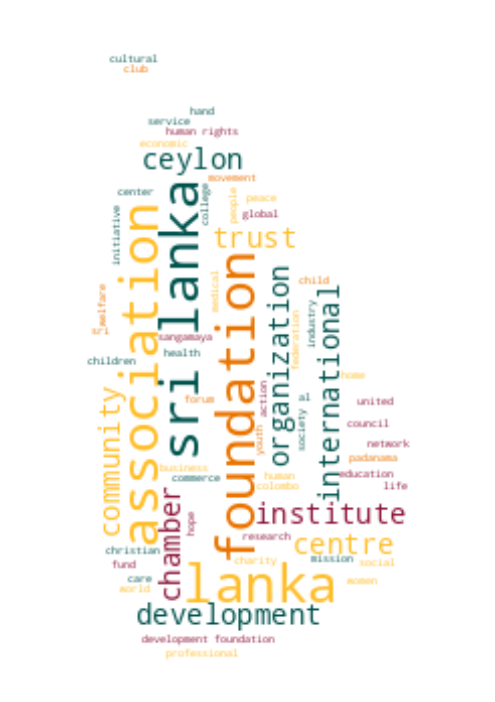 cultural
club
hand
service
human rights
economic
ceylon
movement
center
college
people
peace
global
initiative
association
sri lanka
trust
medical
foundation
organization
child
international
industry
federation
welfare
sri
sangamaya
health
children
home
action
al
society
forum
united
community
youth
council
network
padanama
business
commerce
human
colombo
education
life
chamber
hope
institute
research
centre
christian
fund
charity
mission
social
care
world
lanka
women
development
development foundation
professional